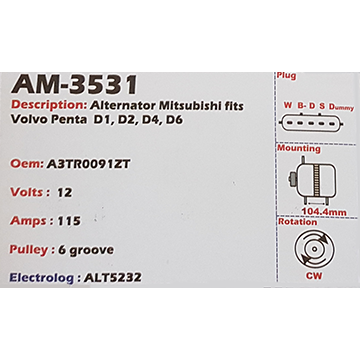 AM-3531
Description: Alternator Mitsubishi fits
Volvo Penta D1, D2, D4, D6
Oem: A3TR0091ZT
Volts : 12
Amps : 115
Pulley : 6 groove
Electrolog : ALT5232
Plug
W B- D S Dummy
Mounting
104.4mm
Rotation
CW